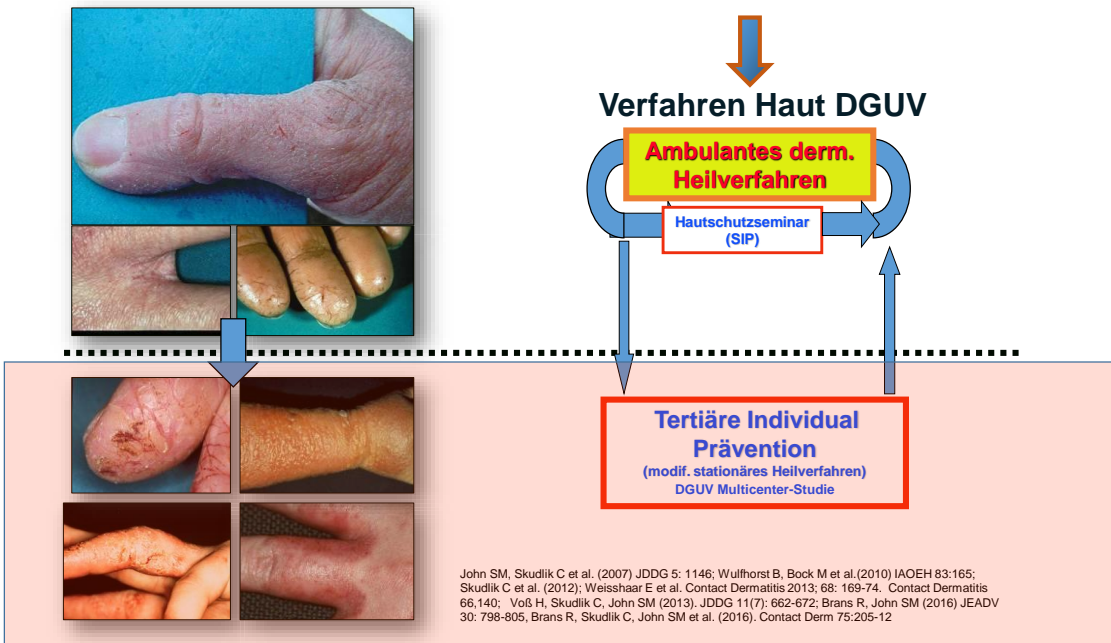 Verfahren Haut DGUV
Ambulantes derm.
Heilverfahren
Hautschutzseminar
(SIP)
Tertiäre Individual
Prävention
(modif. stationäres Heilverfahren)
DGUV Multicenter-Studie
John SM, Skudlik C et al. (2007) JDDG 5: 1146; Wulfhorst B, Bock M et al.(2010) IAOEH 83:165;
Skudlik C et al. (2012); Weisshaar E et al. Contact Dermatitis 2013; 68: 169-74. Contact Dermatitis
66,140; Voß H, Skudlik C, John SM (2013). JDDG 11(7): 662-672; Brans R, John SM (2016) JEADV
30: 798-805, Brans R, Skudlik C, John SM et al. (2016). Contact Derm 75:205-12